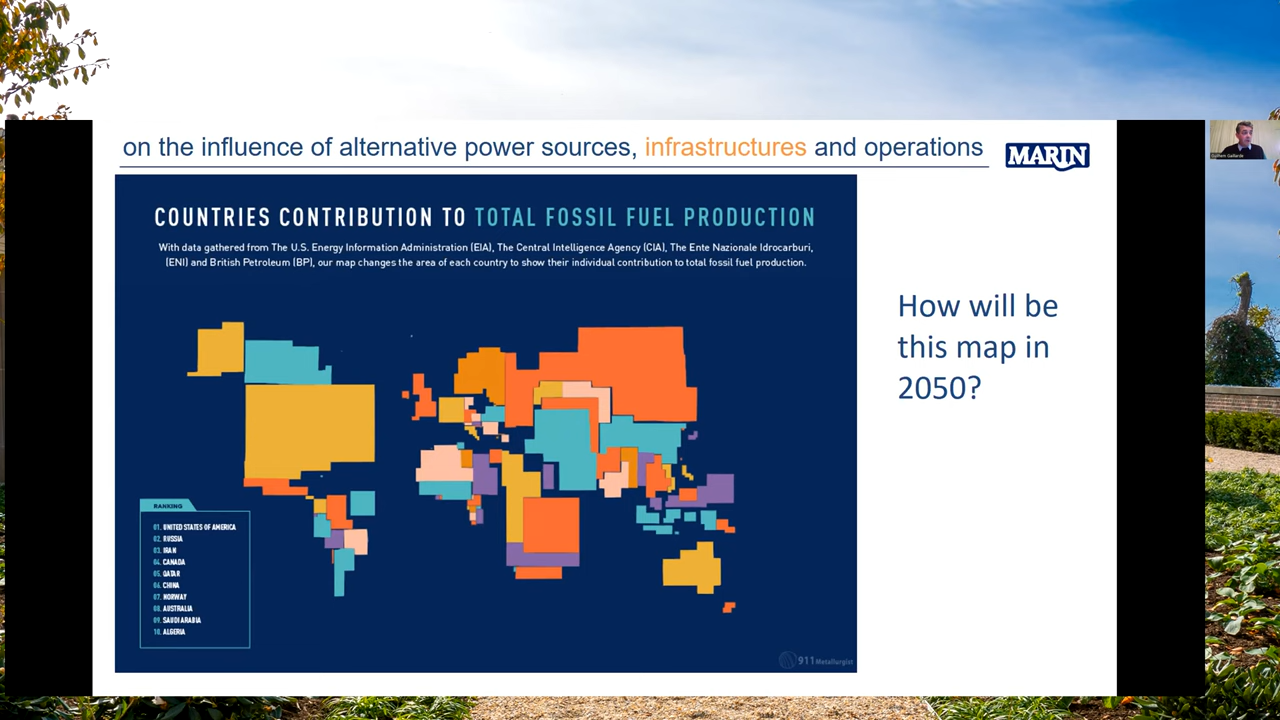 on the influence of alternative power sources, infrastructures and operations
MARIN
COUNTRIES CONTRIBUTION TO TOTAL FOSSIL FUEL PRODUCTION
With data gathered from The U.S. Energy Information Administration (EIA), The Central Intelligence Agency (CIA), The Ente Nazionale Idrocarburi,
(ENI) and British Petroleum (BP), our map changes the area of each country to show their individual contribution to total fossil fuel production.
How will be
this map in
2050?
RANKING
01. UNITED STATES OF AMERICA
02. RUSSIA
03. IRAN
04. CANADA
05. QATAR
06. CHINA
07. NORWAY
08. AUSTRALIA
09. SAUDI ARABIA
10. ALGERIA
911 Metallurgist